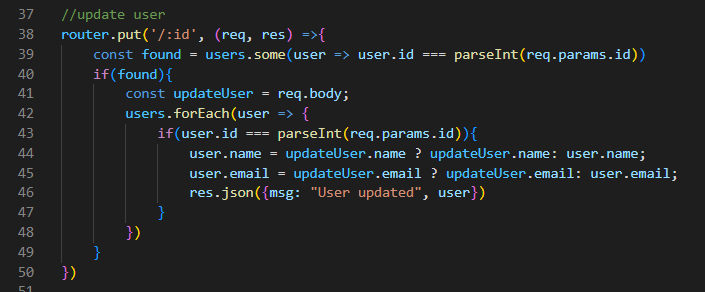 37 //update user
38 router.put('/:id', (req, res) =>{
39     const found = users.some(user => user.id === parseInt(req.params.id))
40     if(found){
41         const updateUser = req.body;
42         users.forEach(user => {
43             if(user.id === parseInt(req.params.id)){
44                 user.name = updateUser.name ? updateUser.name: user.name;
45                 user.email = updateUser.email ? updateUser.email: user.email;
46                 res.json({msg: "User updated", user})
47             }
48         })
49     }
50 })